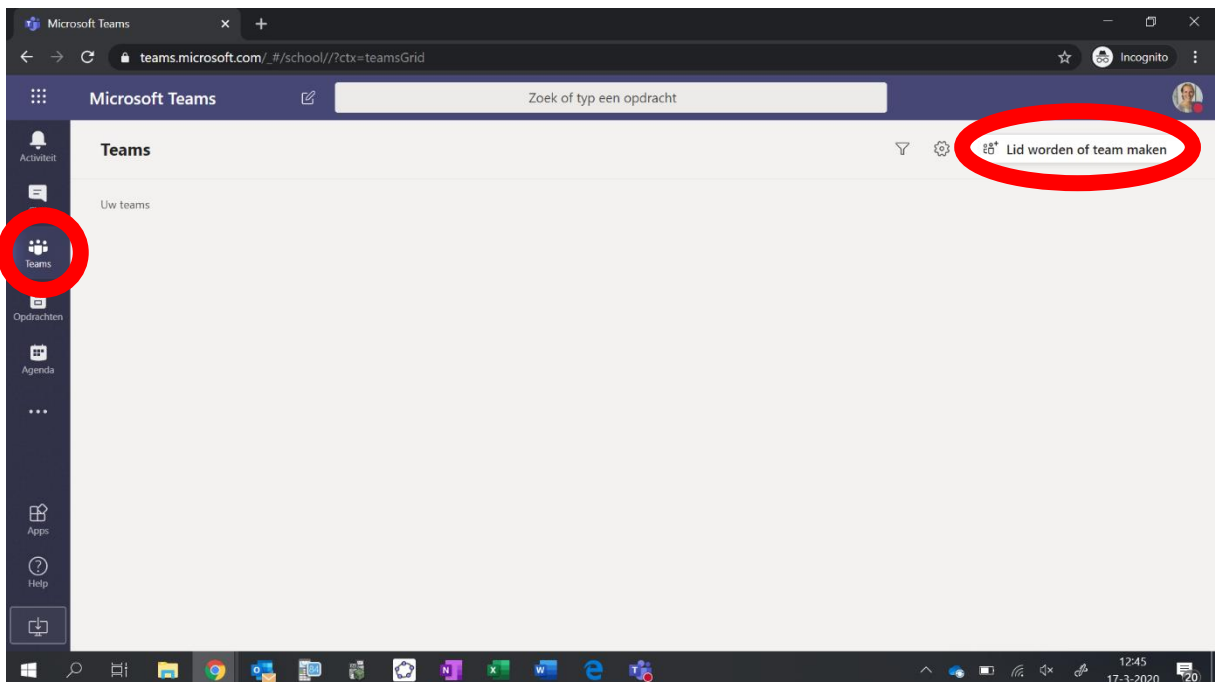 Microsoft Teams
teams.microsoft.com/_#/school//?ctx=teamsGrid
Incognito
Microsoft Teams
Zoek of typ een opdracht
Activiteit
Teams
Lid worden of team maken
Uw teams
Teams
Opdrachten
Agenda
Apps
Help
84
12:45
17-3-2020
20